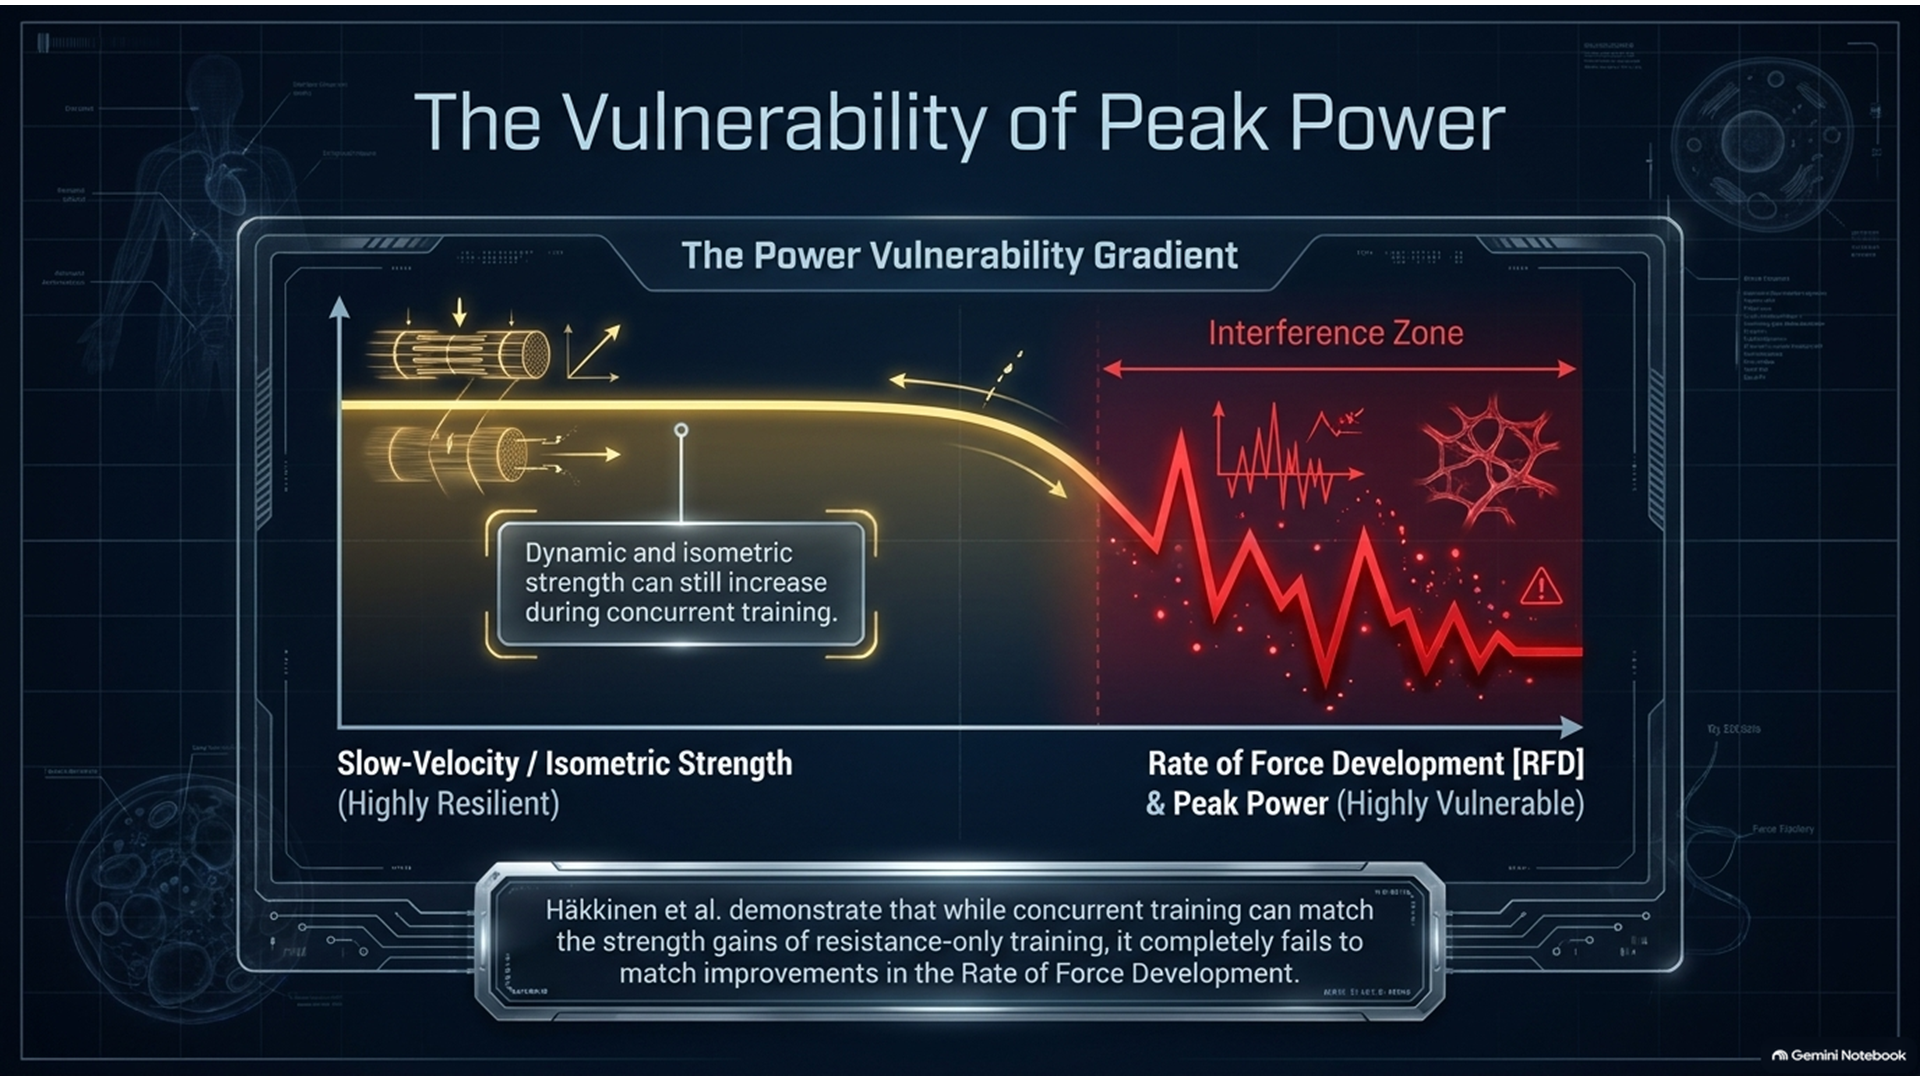 The Vulnerability of Peak Power
The Power Vulnerability Gradient
Interference Zone
Dynamic and isometric
strength can still increase
during concurrent training.
Slow-Velocity / Isometric Strength
(Highly Resilient)
Rate of Force Development [RFD]
& Peak Power (Highly Vulnerable)
Häkkinen et al. demonstrate that while concurrent training can match
the strength gains of resistance-only training, it completely fails to
match improvements in the Rate of Force Development.
Gemini Notebook